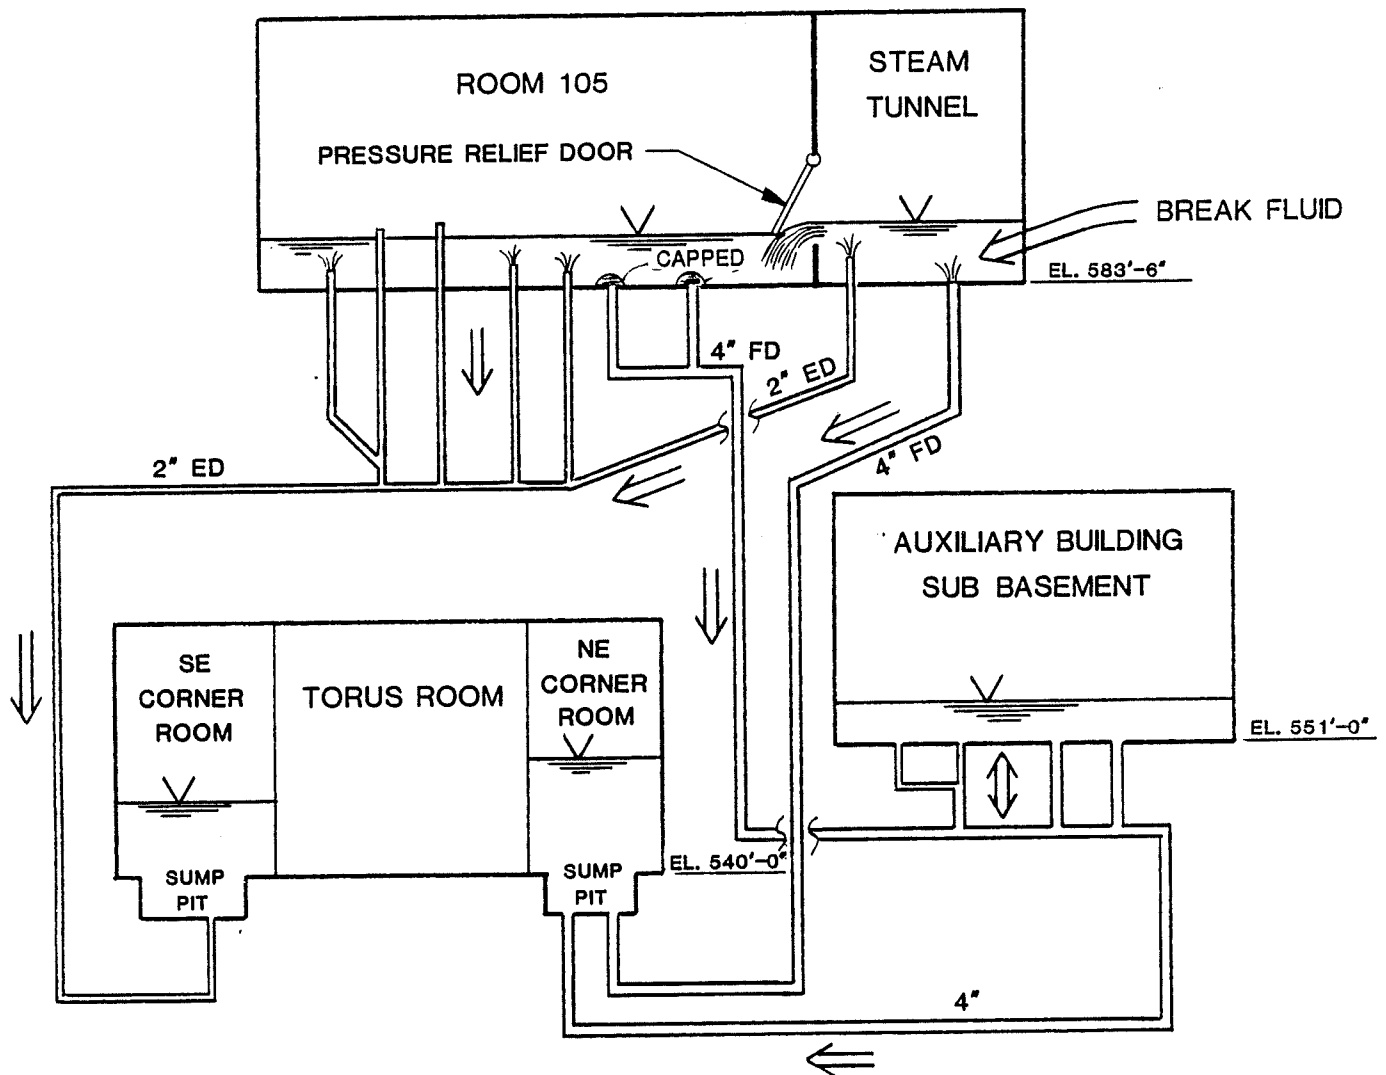 ROOM 105
STEAM
TUNNEL
PRESSURE RELIEF DOOR
BREAK FLUID
CAPPED
EL. 583'-6"
4" FD
2" ED
4" FD
2" ED
AUXILIARY BUILDING
SUB BASEMENT
SE
CORNER
ROOM
TORUS ROOM
NE
CORNER
ROOM
EL. 551'-0"
EL. 540'-0"
SUMP
PIT
SUMP
PIT
4"